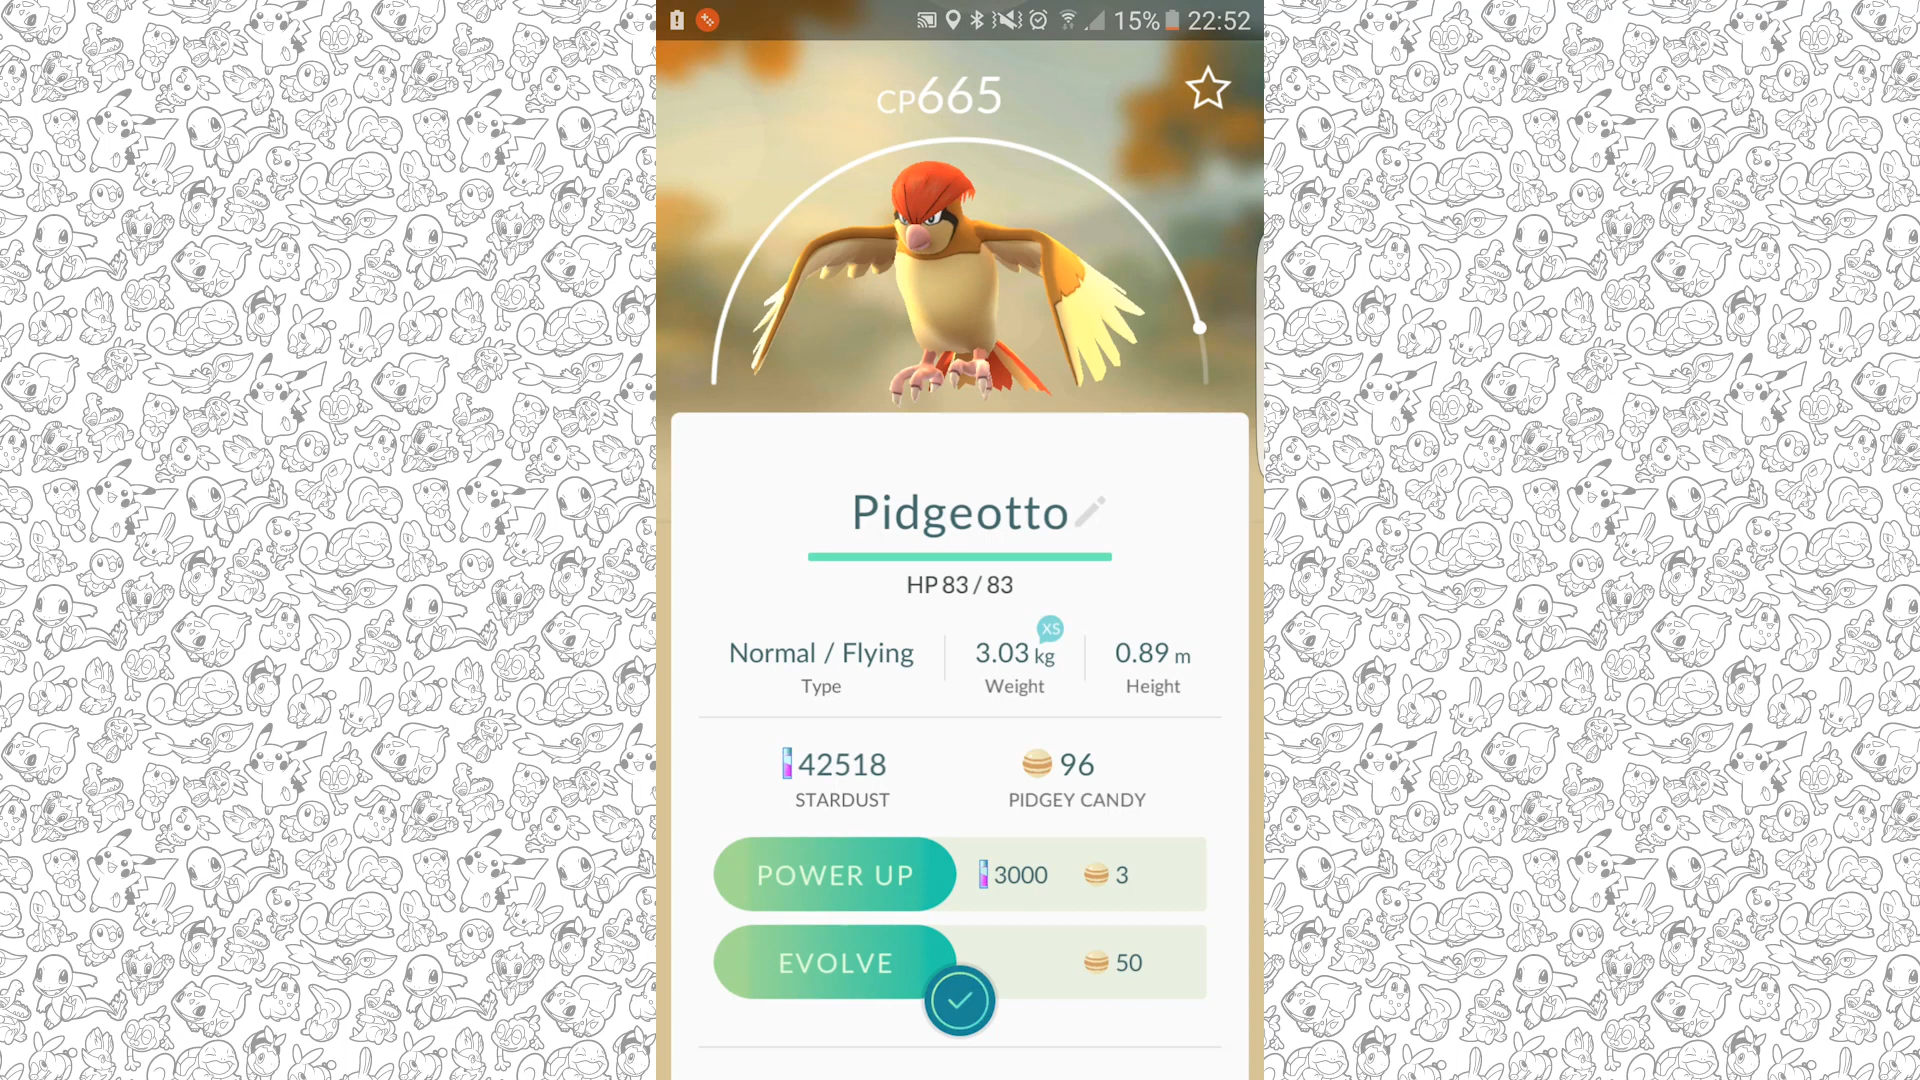 15% 22:52
CP665
Pidgeotto
HP 83 / 83
XS
Normal / Flying 3.03 kg 0.89 m
Type Weight Height
42518 96
STARDUST PIDGEY CANDY
POWER UP 3000 3
EVOLVE 50